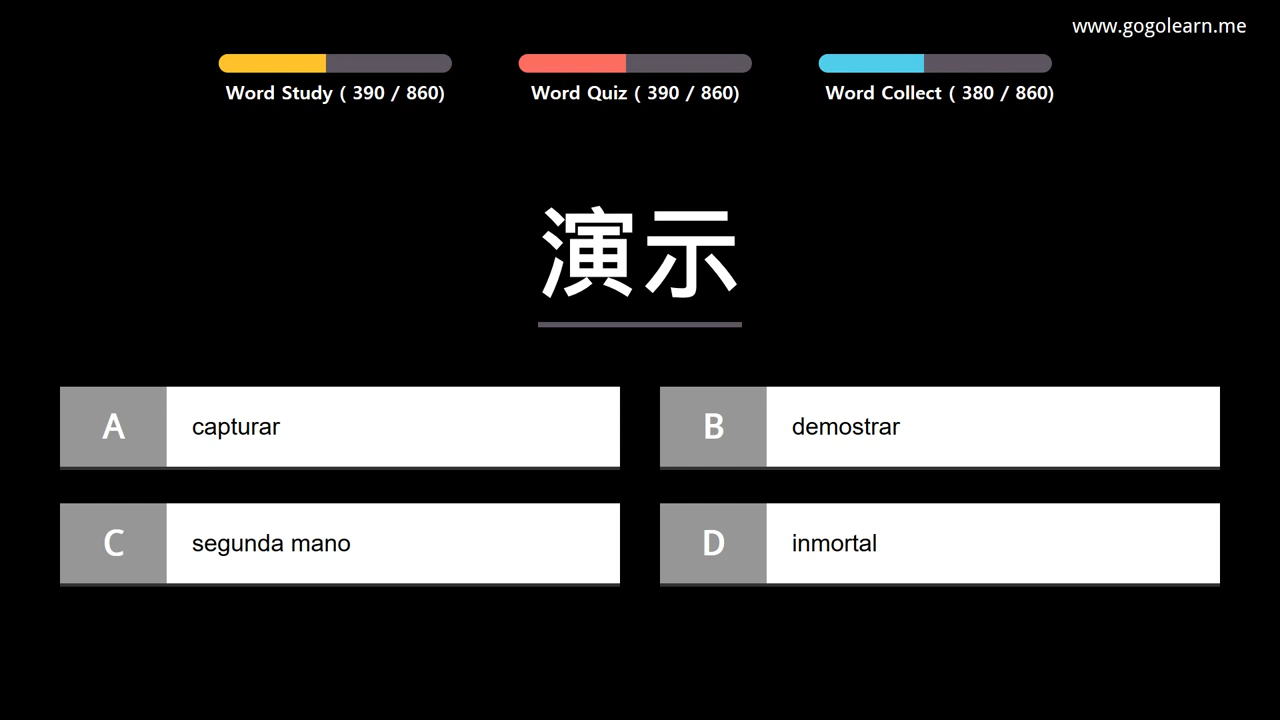 www.gogolearn.me
Word Study ( 390 / 860)
Word Quiz ( 390 / 860)
Word Collect ( 380 / 860)
演示
A capturar
B demostrar
C segunda mano
D inmortal